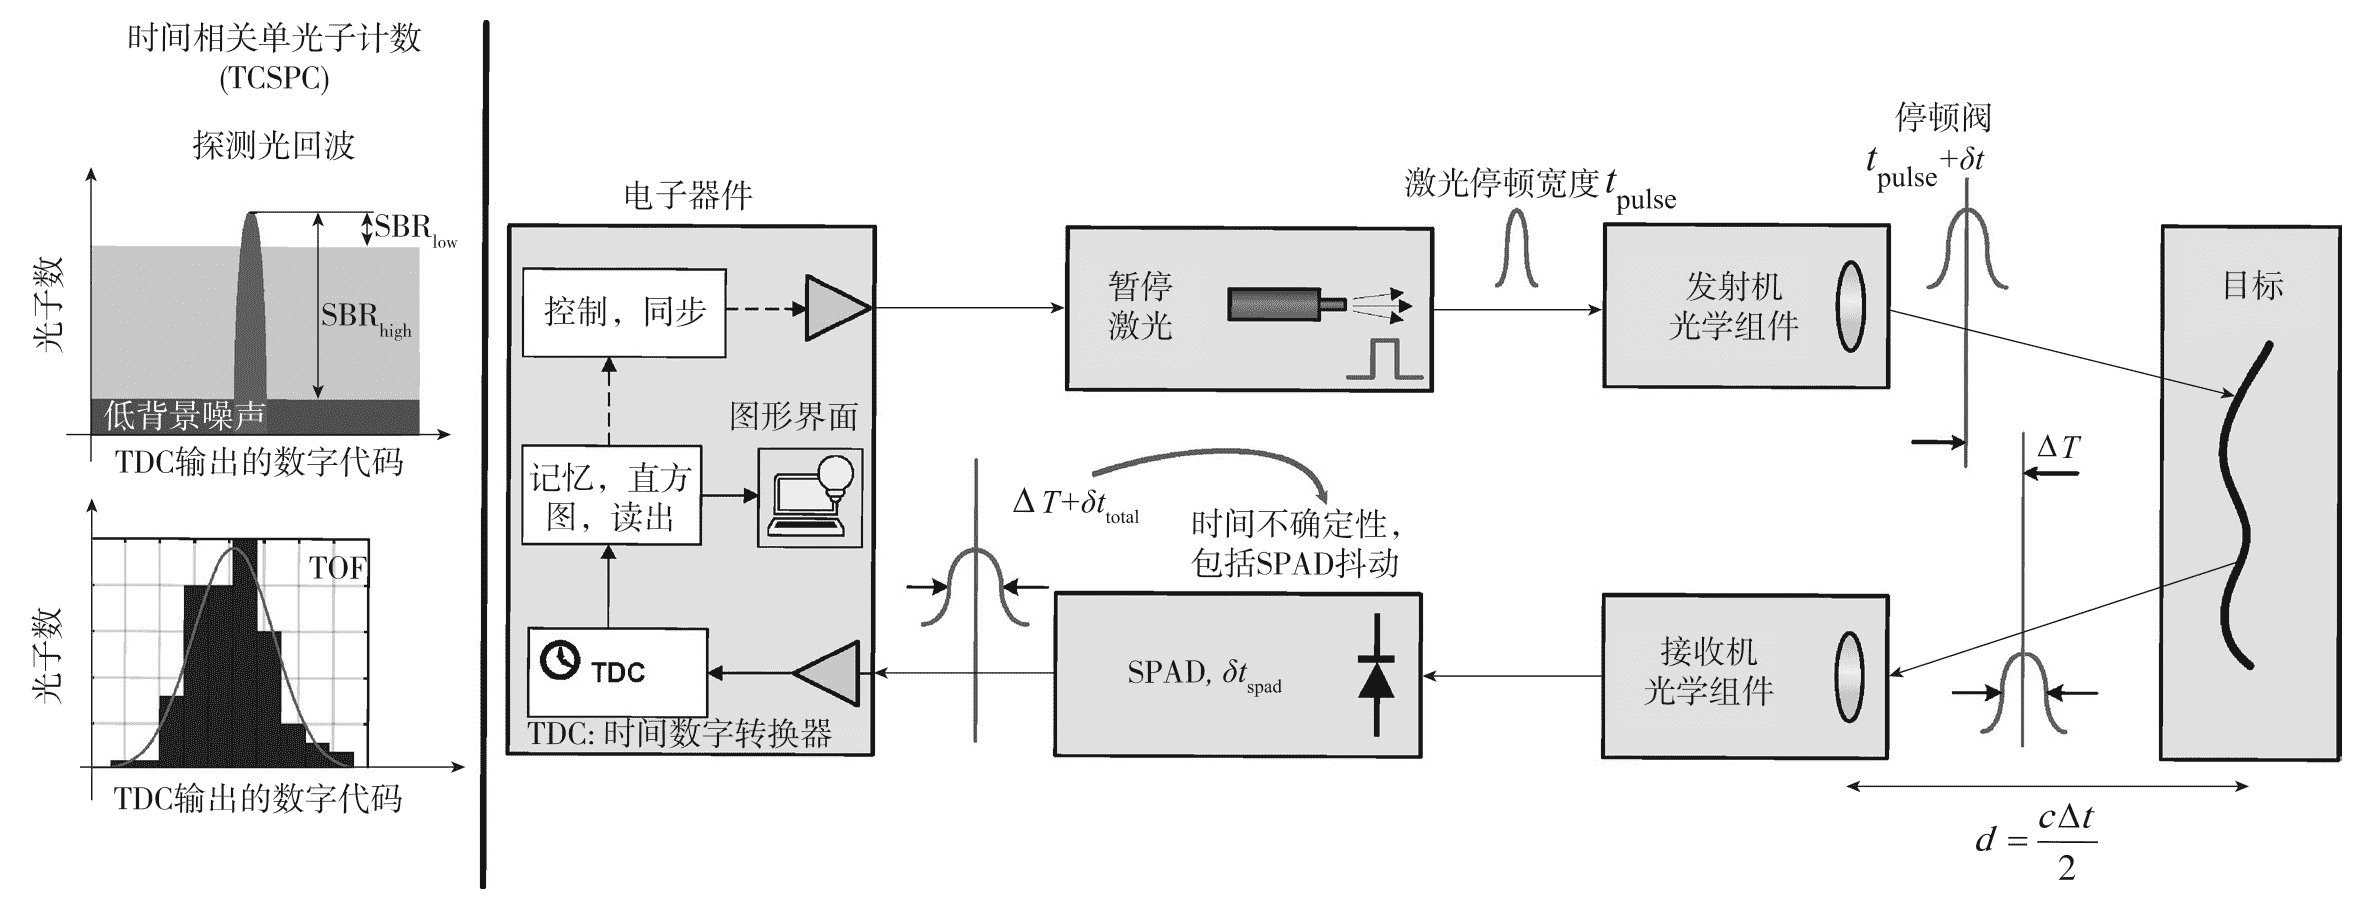 时间相关单光子计数
(TCSPC)
探测光回波
光子数
SBRlow
SBRhigh
低背景噪声
TDC输出的数字代码
光子数
TOF
TDC输出的数字代码
电子器件
控制，同步
图形界面
记忆，直方
图，读出
TDC
TDC: 时间数字转换器
暂停
激光
激光停顿宽度 tpulse
发射机
光学组件
停顿阀
tpulse+δt
目标
ΔT
ΔT+δttotal
时间不确定性，
包括SPAD抖动
SPAD, δtspad
接收机
光学组件
d = cΔt/2